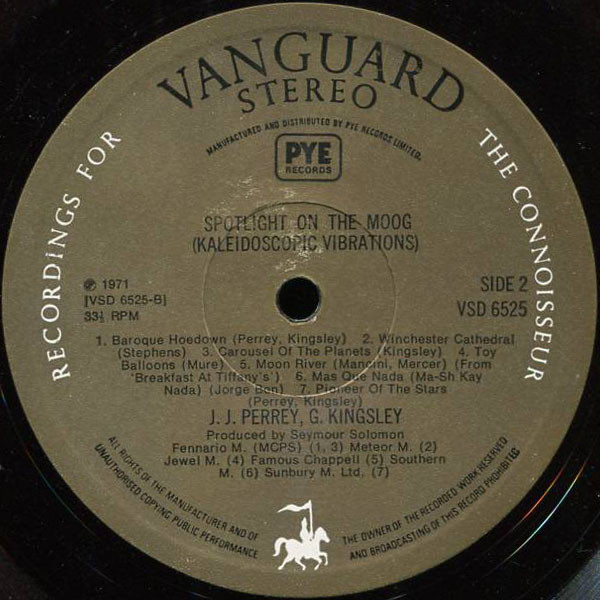 VANGUARD
STEREO
RECORDINGS FOR
THE CONNOISSEUR
MANUFACTURED AND DISTRIBUTED BY PYE RECORDS LIMITED.
PYE
RECORDS
SPOTLIGHT ON THE MOOG
(KALEIDOSCOPIC VIBRATIONS)
℗ 1971
[VSD 6525-B]
33⅓ RPM
SIDE 2
VSD 6525
1. Baroque Hoedown (Perrey, Kingsley) 2. Winchester Cathedral
(Stephens) 3. Carousel Of The Planets (Kingsley) 4. Toy
Balloons (Mure) 5. Moon River (Mancini, Mercer) (From
'Breakfast At Tiffany's') 6. Mas Que Nada (Ma-Sh Kay
Nada) (Jorge Ben) 7. Pioneer Of The Stars
(Perrey, Kingsley)
J. J. PERREY, G. KINGSLEY
Produced by Seymour Solomon
Fennario M. (MCPS) (1, 3) Meteor M. (2)
Jewel M. (4) Famous Chappell (5) Southern
M. (6) Sunbury M. Ltd. (7)
ALL RIGHTS OF THE MANUFACTURER AND OF
THE OWNER OF THE RECORDED WORK RESERVED
UNAUTHORISED COPYING PUBLIC PERFORMANCE
AND BROADCASTING OF THIS RECORD PROHIBITED